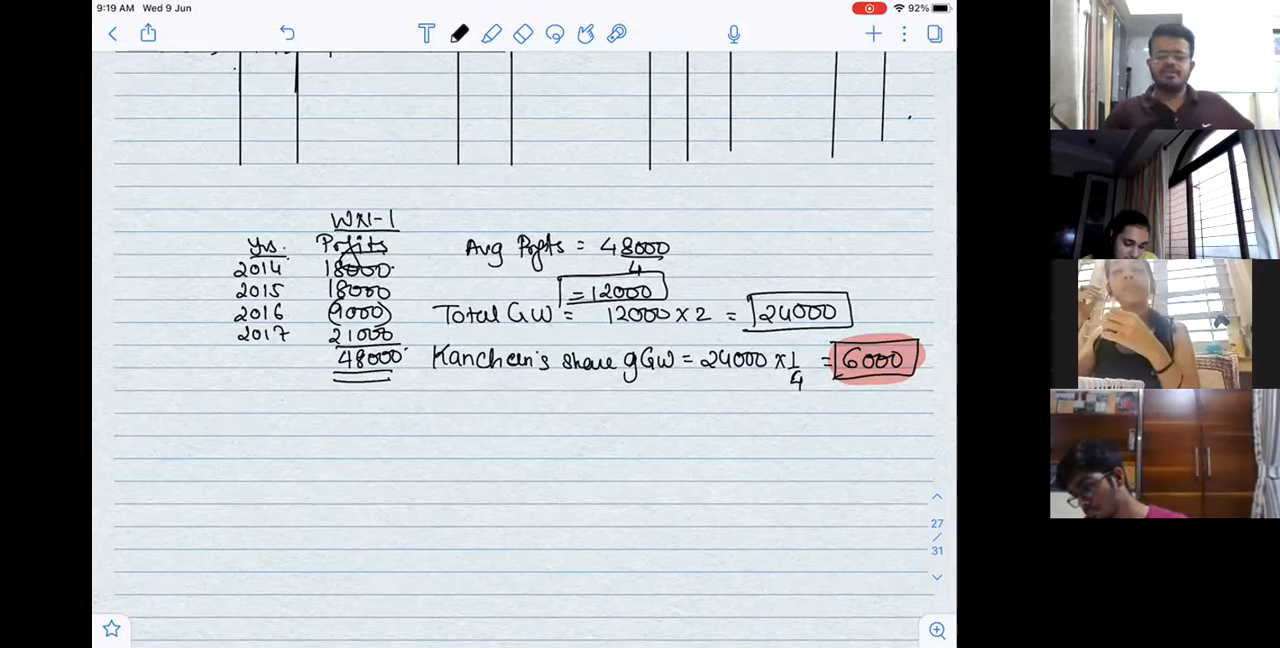 9:19 AM Wed 9 Jun
92%
WN-1
Yrs. Profits
2014 18000
2015 18000
2016 (9000)
2017 21000
48000
Avg Profits = 48000
4
= 12000
Total GW = 12000 x 2 = 24000
Kanchan's share g GW = 24000 x 1 = 6000
4
27
/
31